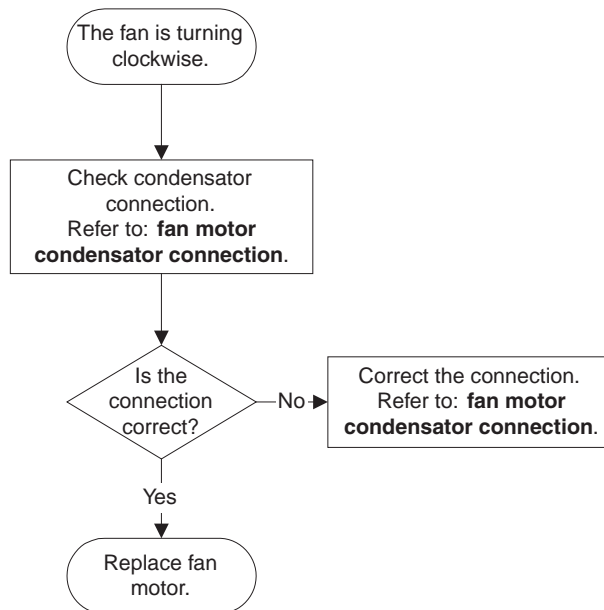 The fan is turning
clockwise.
Check condensator
connection.
Refer to: fan motor
condensator connection.
Is the
connection
correct?
No
Correct the connection.
Refer to: fan motor
condensator connection.
Yes
Replace fan
motor.